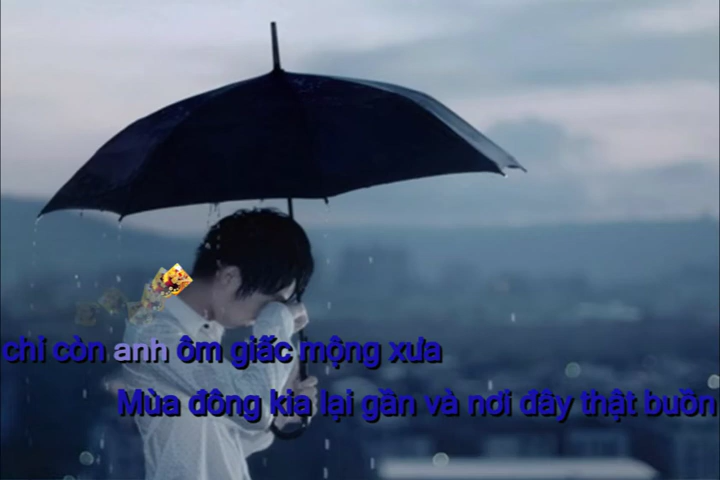 chỉ còn anh ôm giấc mộng xưa
Mùa đông kia lại gần và nơi đây thật buồn